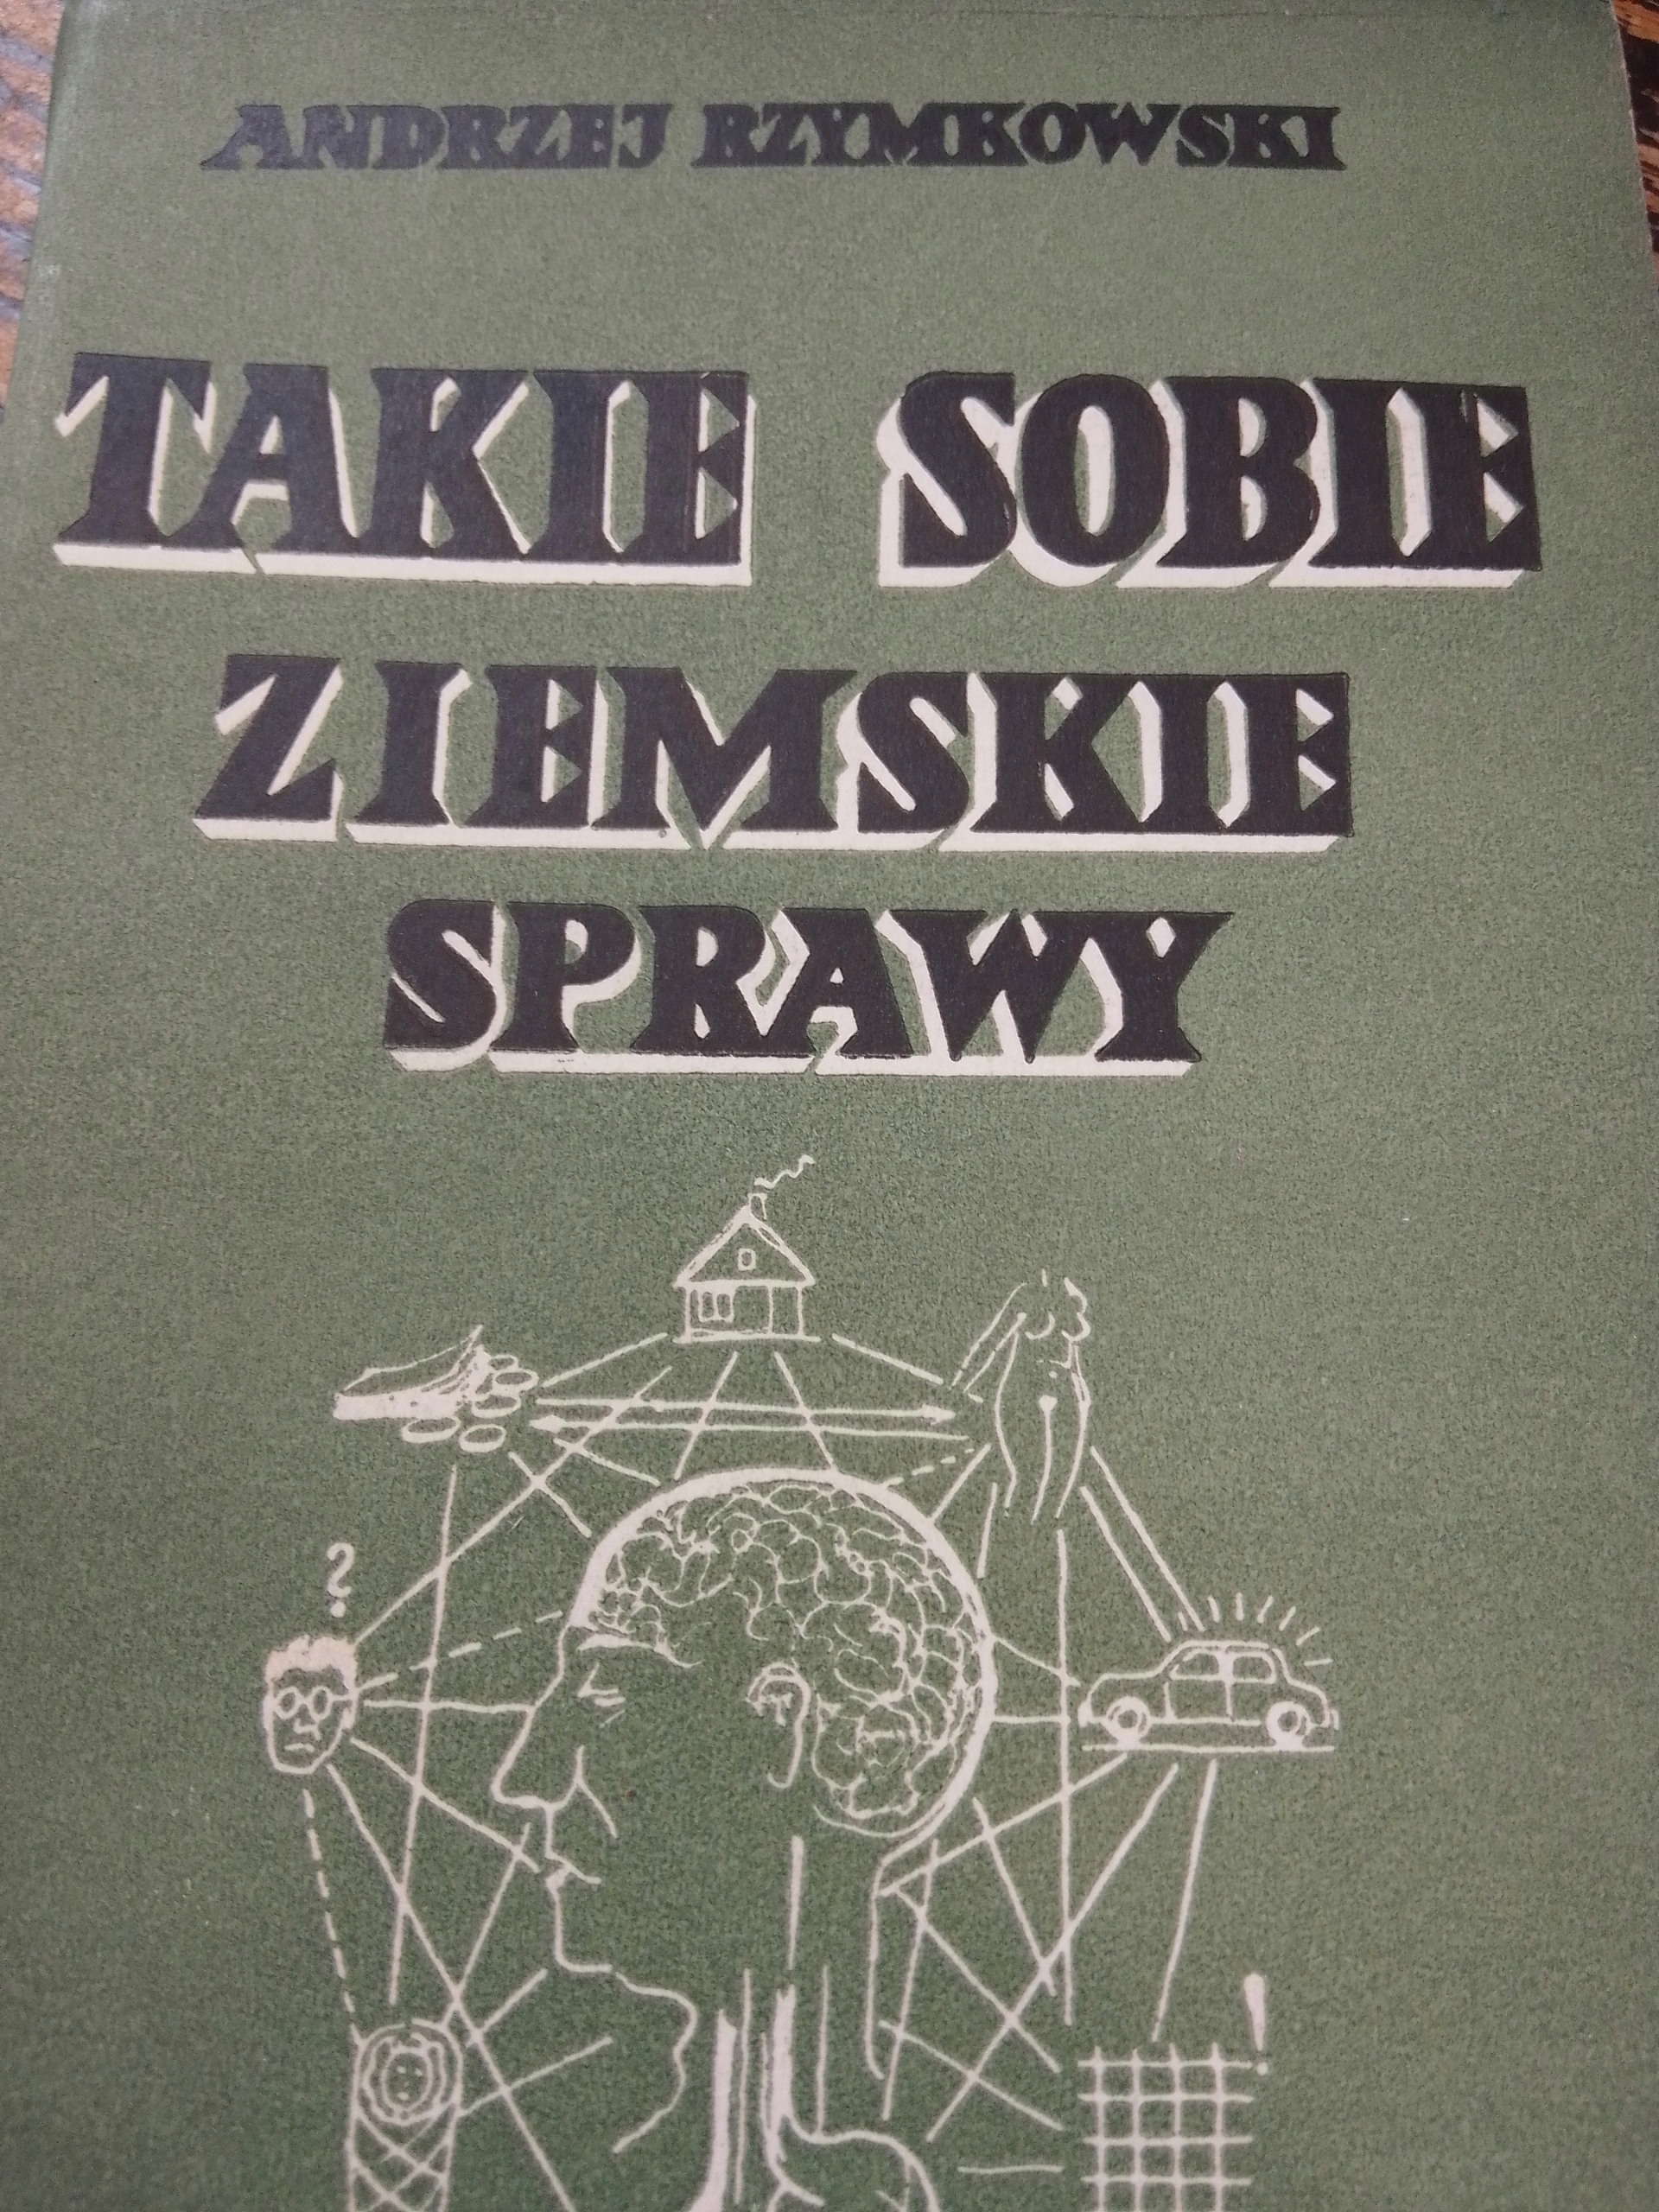 ANDRZEJ RZYMKOWSKI
TAKIE SOBIE
ZIEMSKIE
SPRAWY
?
!